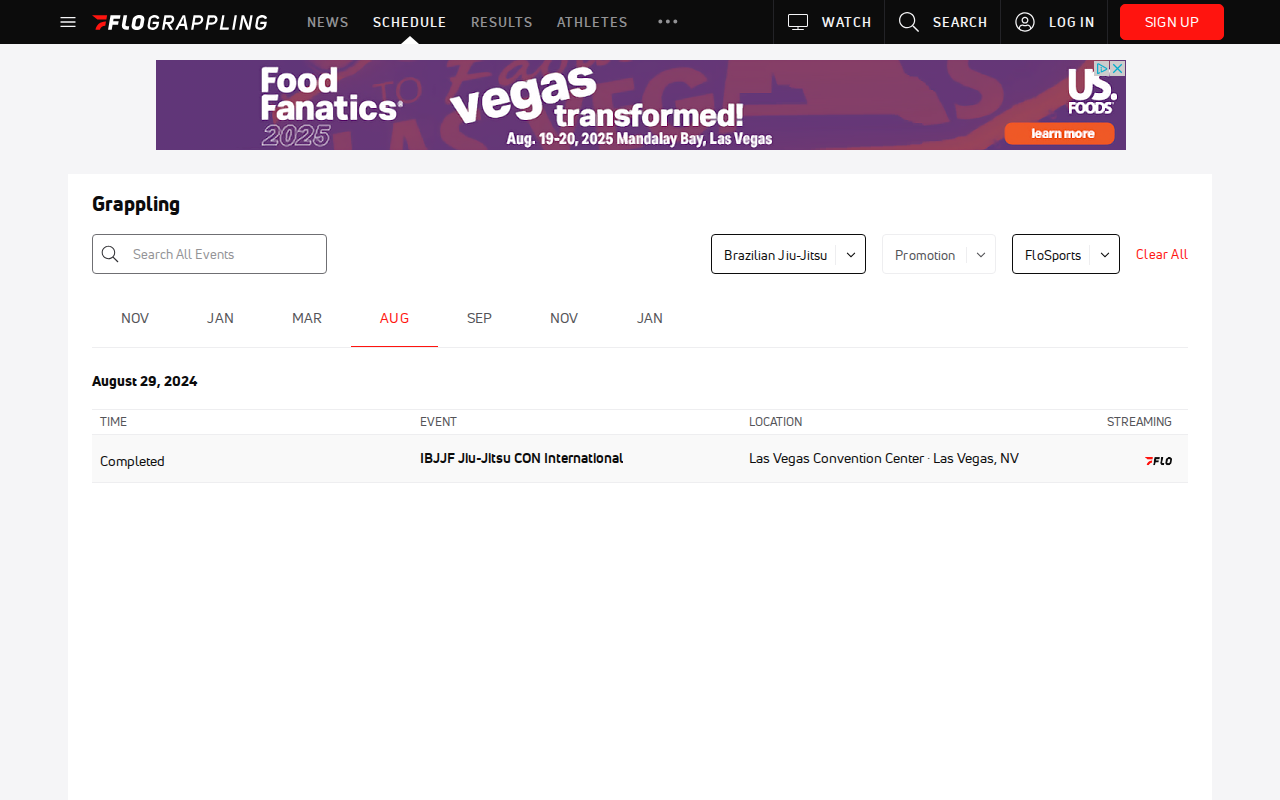 FLOGRAPPLING NEWS SCHEDULE RESULTS ATHLETES WATCH SEARCH LOG IN SIGN UP
Food Fanatics® 2025
vegas transformed!
Aug. 19-20, 2025 Mandalay Bay, Las Vegas
US. FOODS
learn more
Grappling
Search All Events
Brazilian Jiu-Jitsu Promotion FloSports Clear All
NOV JAN MAR AUG SEP NOV JAN
August 29, 2024
TIME EVENT LOCATION STREAMING
Completed IBJJF Jiu-Jitsu CON International Las Vegas Convention Center · Las Vegas, NV FLO